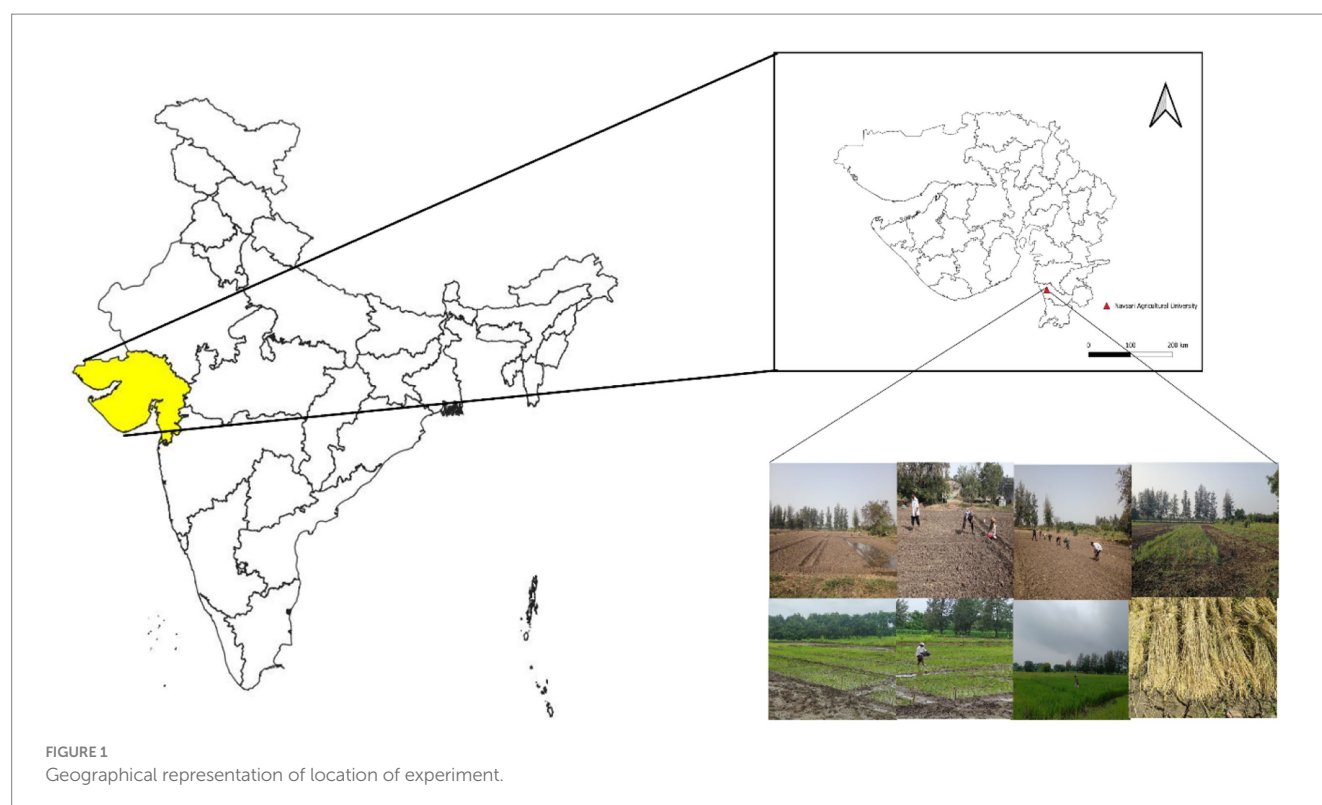 Navsari Agricultural University
0 100 200 km
FIGURE 1
Geographical representation of location of experiment.